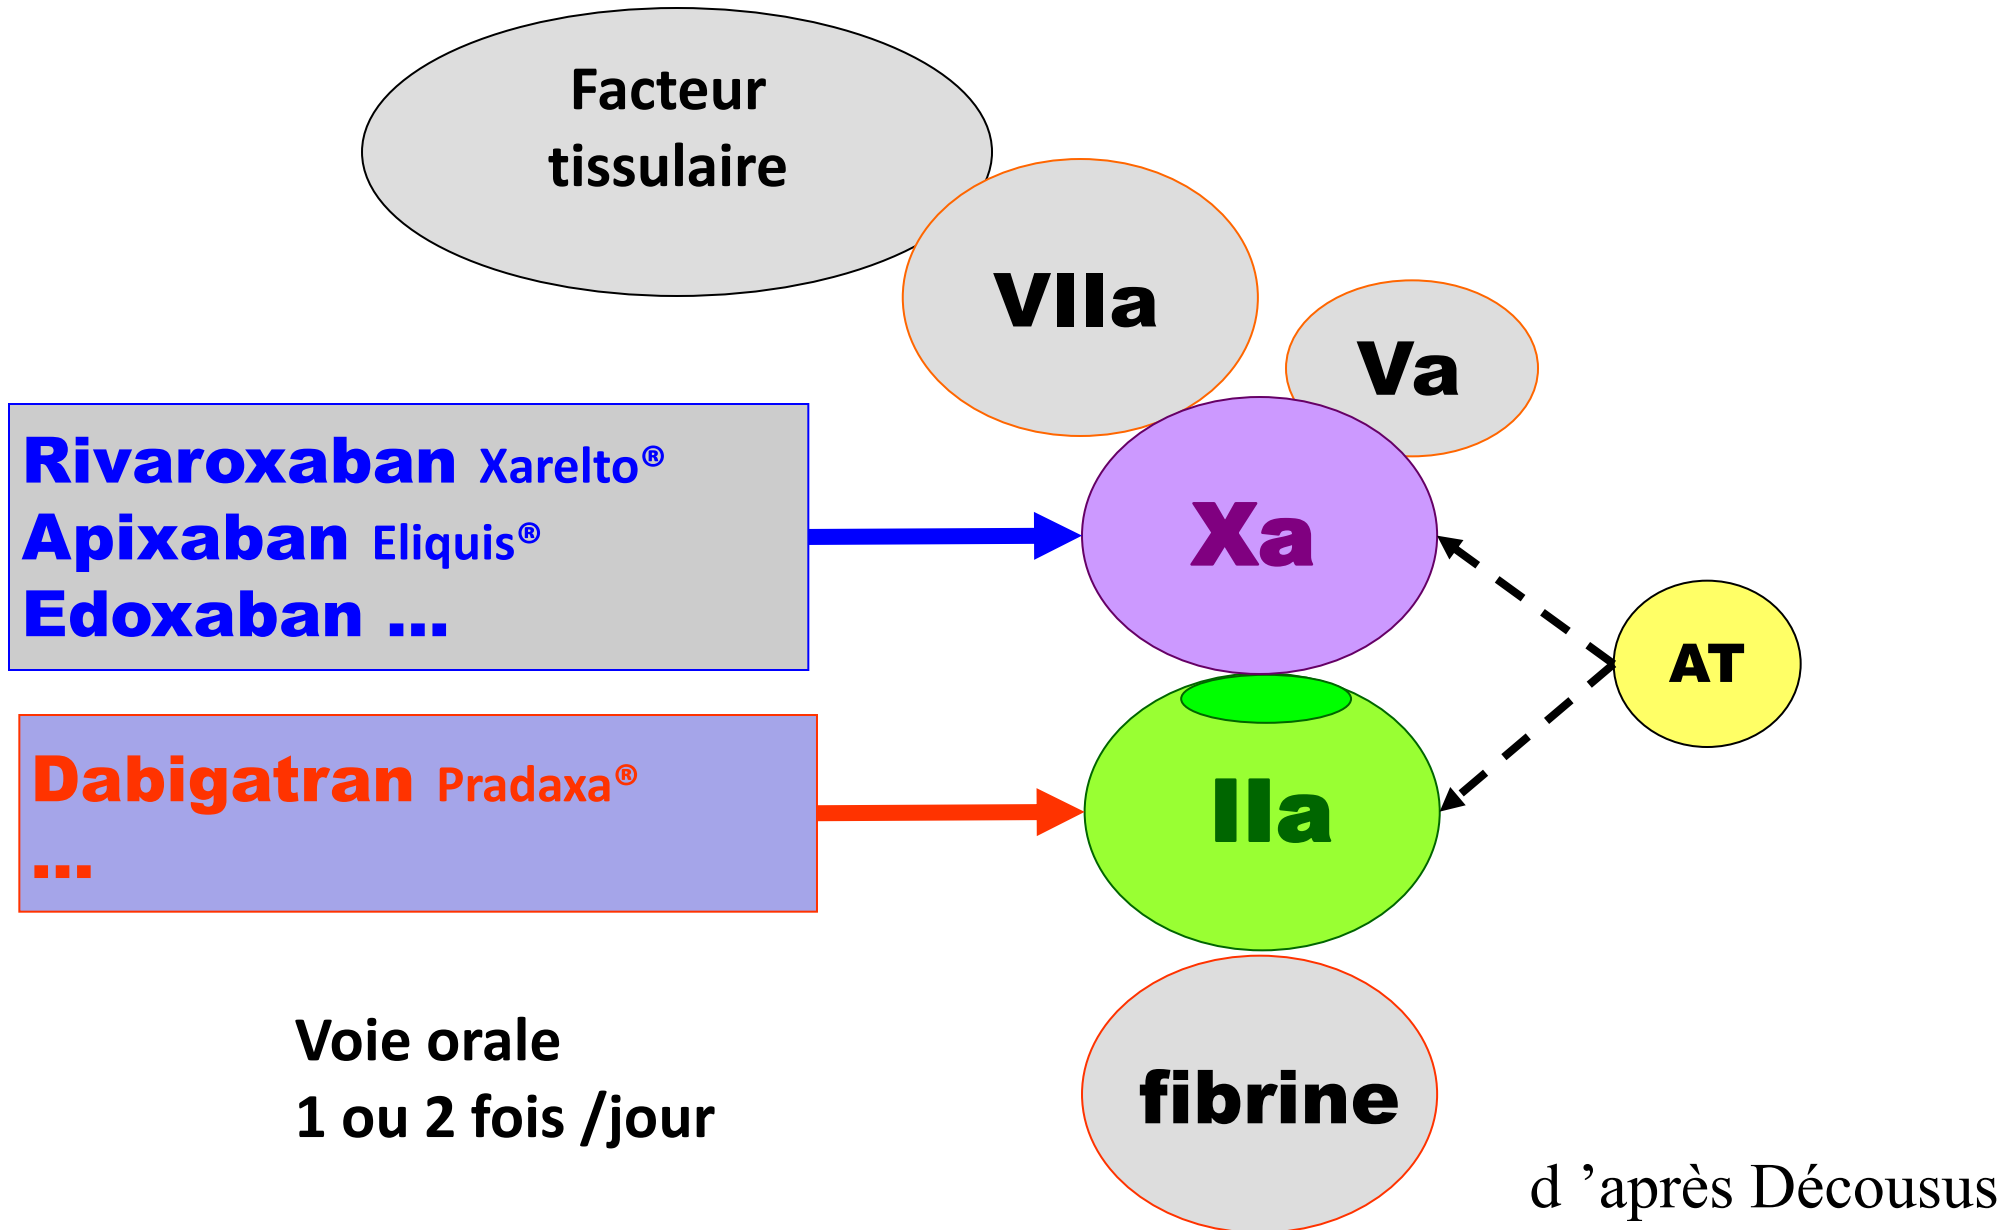 Facteur
tissulaire
VIIa
Va
Rivaroxaban Xarelto®
Apixaban Eliquis®
Edoxaban ...
Xa
AT
Dabigatran Pradaxa®
...
IIa
Voie orale
1 ou 2 fois /jour
fibrine
d ’après Décousus